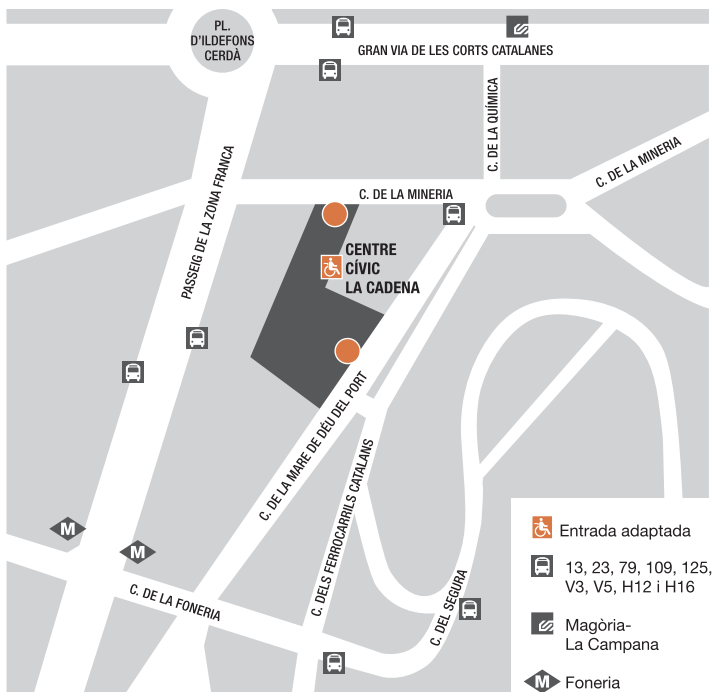 PL.
D'ILDEFONS
CERDÀ
GRAN VIA DE LES CORTS CATALANES
C. DE LA QUÍMICA
C. DE LA MINERIA
C. DE LA MINERIA
PASSEIG DE LA ZONA FRANCA
CENTRE
CÍVIC
LA CADENA
C. DE LA MARE DE DÉU DEL PORT
C. DELS FERROCARRILS CATALANS
M
M
C. DE LA FONERIA
C. DEL SEGURA
Entrada adaptada
13, 23, 79, 109, 125,
V3, V5, H12 i H16
Magòria-
La Campana
M Foneria